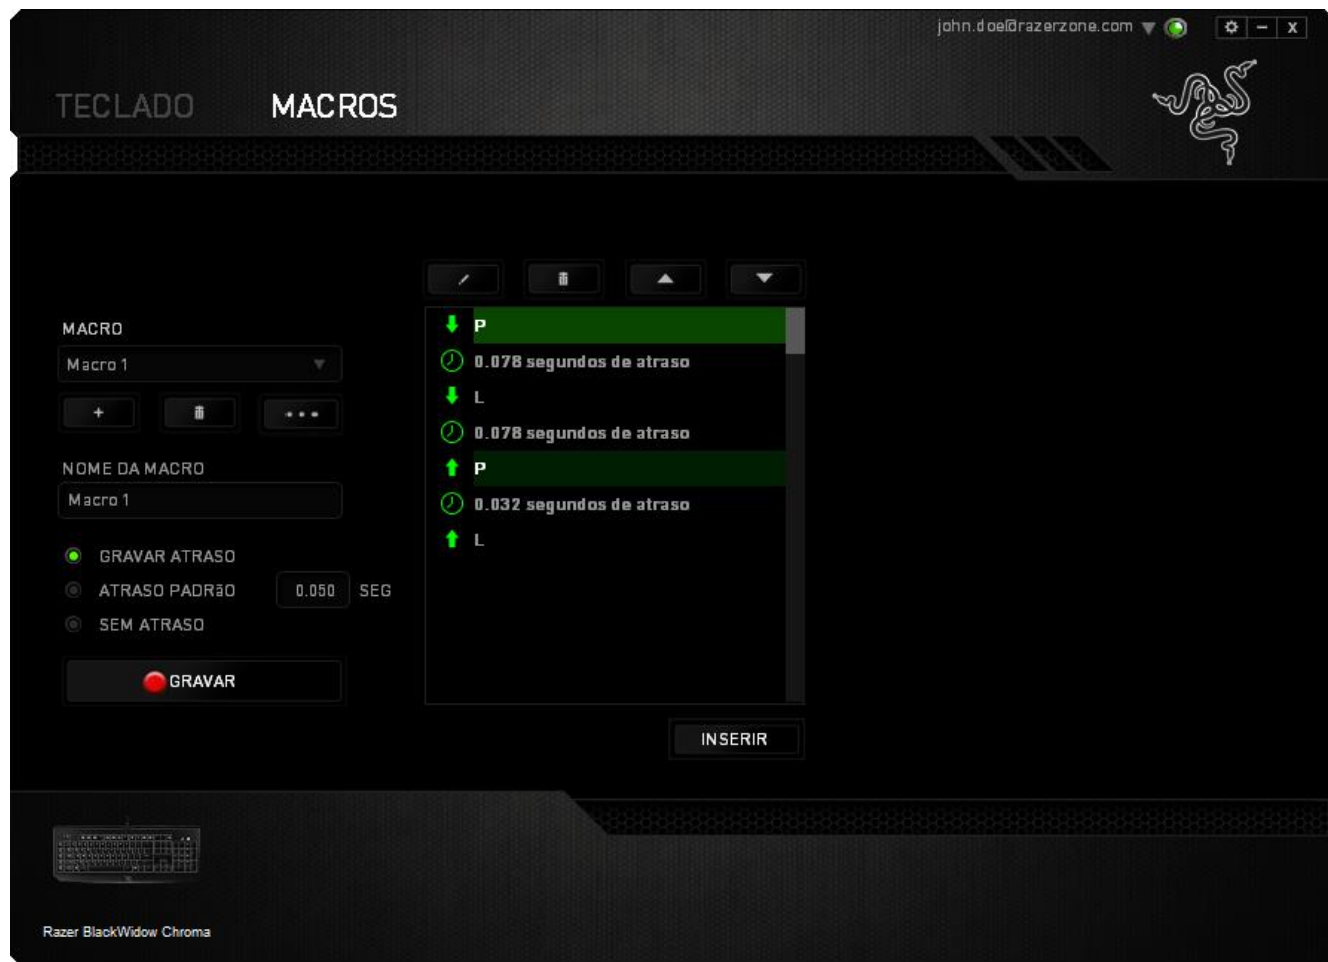 john.doe@razerzone.com
x
TECLADO MACROS
MACRO
Macro 1
NOME DA MACRO
Macro 1
GRAVAR ATRASO
ATRASO PADRãO 0.050 SEG
SEM ATRASO
GRAVAR
P
0.078 segundos de atraso
L
0.078 segundos de atraso
P
0.032 segundos de atraso
L
INSERIR
Razer BlackWidow Chroma